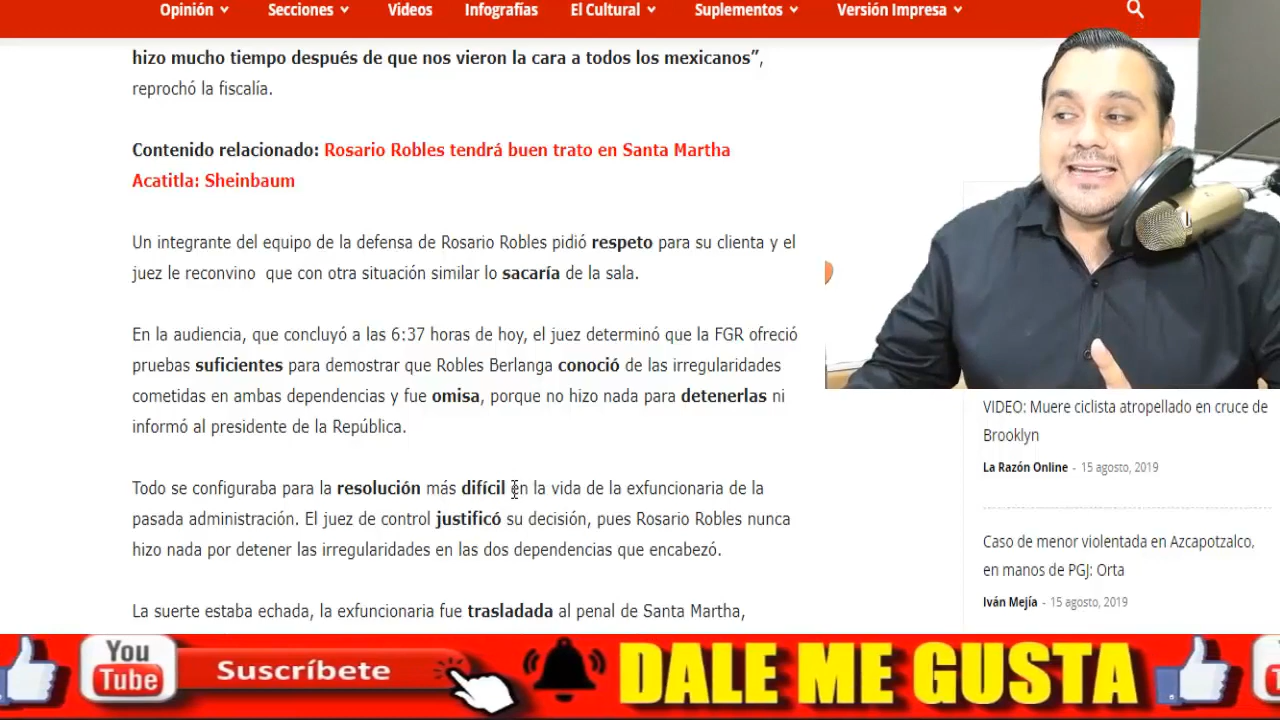 Opinión Secciones Videos Infografías El Cultural Suplementos Versión Impresa
hizo mucho tiempo después de que nos vieron la cara a todos los mexicanos”,
reprochó la fiscalía.
Contenido relacionado: Rosario Robles tendrá buen trato en Santa Martha
Acatitla: Sheinbaum
Un integrante del equipo de la defensa de Rosario Robles pidió respeto para su clienta y el
juez le reconvino que con otra situación similar lo sacaría de la sala.
En la audiencia, que concluyó a las 6:37 horas de hoy, el juez determinó que la FGR ofreció
pruebas suficientes para demostrar que Robles Berlanga conoció de las irregularidades
cometidas en ambas dependencias y fue omisa, porque no hizo nada para detenerlas ni
informó al presidente de la República.
Todo se configuraba para la resolución más difícil en la vida de la exfuncionaria de la
pasada administración. El juez de control justificó su decisión, pues Rosario Robles nunca
hizo nada por detener las irregularidades en las dos dependencias que encabezó.
La suerte estaba echada, la exfuncionaria fue trasladada al penal de Santa Martha,
VIDEO: Muere ciclista atropellado en cruce de
Brooklyn
La Razón Online - 15 agosto, 2019
Caso de menor violentada en Azcapotzalco,
en manos de PGJ: Orta
Iván Mejía - 15 agosto, 2019
You
Tube
Suscríbete
DALE ME GUSTA